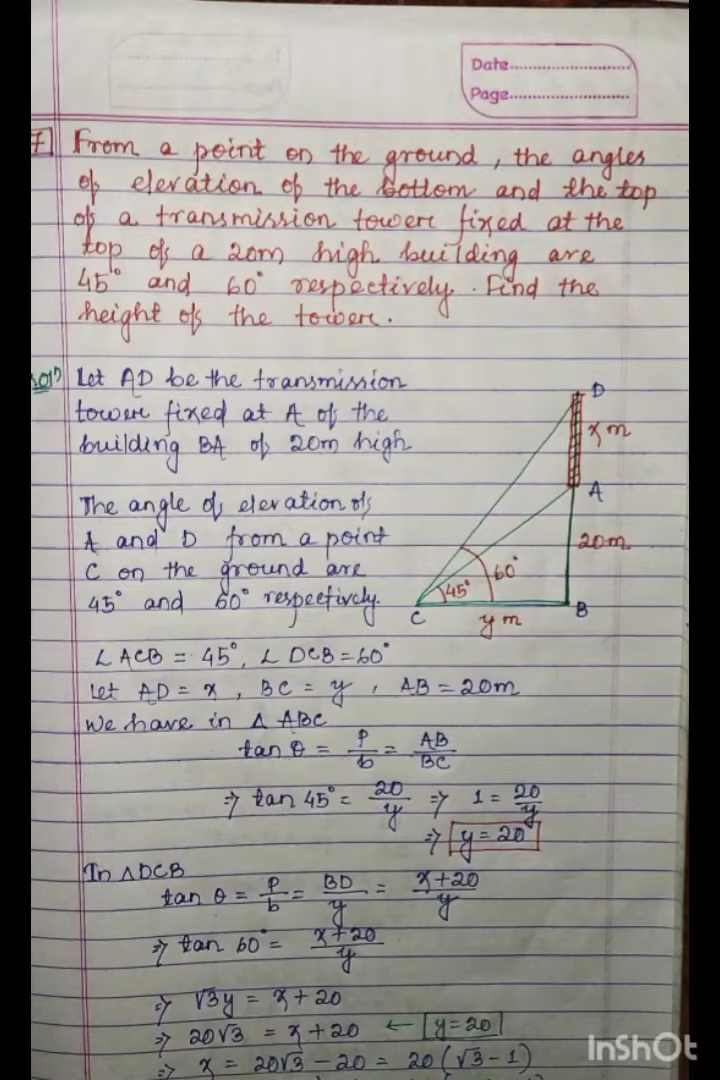 Date..............................
Page..............................
7] From a point on the ground, the angles
of elevation of the bottom and the top
of a transmission tower fixed at the
top of a 20m high building are
45° and 60° respectively. Find the
height of the tower.
Solⁿ) Let AD be the transmission
tower fixed at A of the
building BA of 20m high
The angle of elevation of
A and D from a point
C on the ground are
45° and 60° respectively.
D
x m
A
20m
60°
45°
C
B
y m
∠ACB = 45°, ∠DCB = 60°
Let AD = x, BC = y, AB = 20m
We have in △ ABC
tan θ = P/b = AB/BC
⇒ tan 45° = 20/y ⇒ 1 = 20/y
⇒ y = 20
In △DCB
tan θ = P/b = BD/y = x+20/y
⇒ tan 60° = x+20/y
⇒ √3y = x + 20
⇒ 20√3 = x + 20 ← y = 20
⇒ x = 20√3 - 20 = 20(√3 - 1)
InShOt